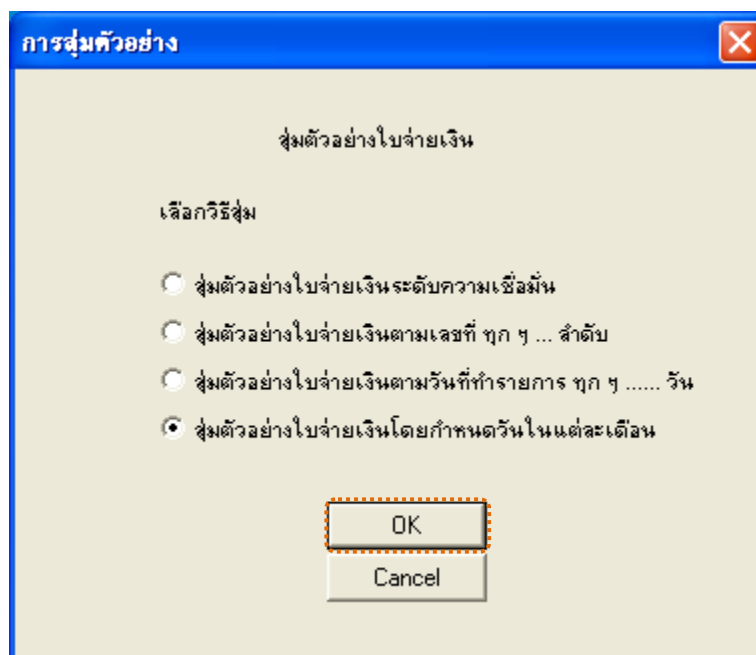 การสุ่มตัวอย่าง
สุ่มตัวอย่างใบจ่ายเงิน
เลือกวิธีสุ่ม
สุ่มตัวอย่างใบจ่ายเงินระดับความเชื่อมั่น
สุ่มตัวอย่างใบจ่ายเงินตามเลขที่ ทุก ๆ ... ลำดับ
สุ่มตัวอย่างใบจ่ายเงินตามวันที่ทำรายการ ทุก ๆ ...... วัน
สุ่มตัวอย่างใบจ่ายเงินโดยกำหนดวันในแต่ละเดือน
OK
Cancel